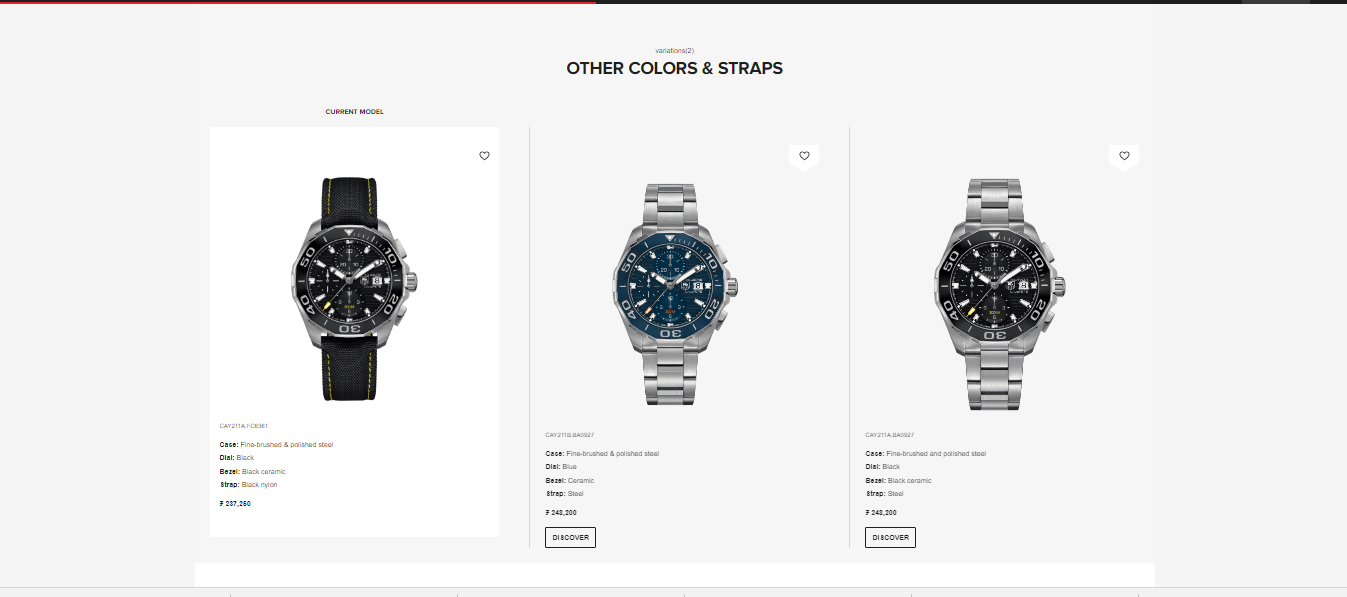 variations(2)
OTHER COLORS & STRAPS
CURRENT MODEL
CAY211A.FC6361
Case: Fine-brushed & polished steel
Dial: Black
Bezel: Black ceramic
Strap: Black nylon
₹ 237,250
CAY211B.BA0927
Case: Fine-brushed & polished steel
Dial: Blue
Bezel: Ceramic
Strap: Steel
₹ 248,200
DISCOVER
CAY211A.BA0927
Case: Fine-brushed and polished steel
Dial: Black
Bezel: Black ceramic
Strap: Steel
₹ 248,200
DISCOVER